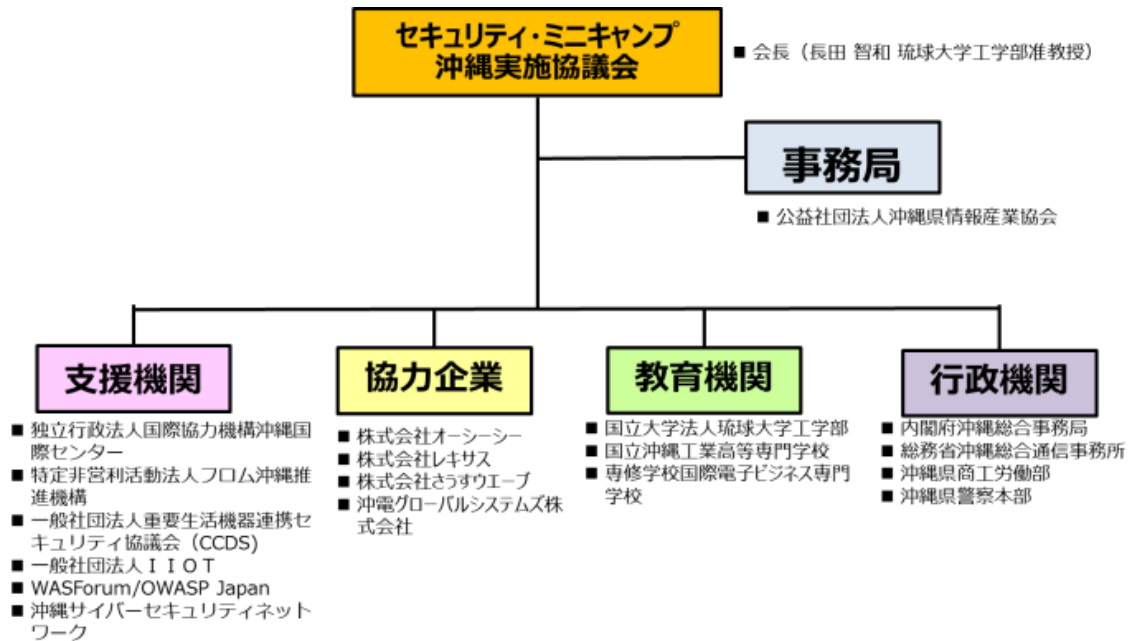 セキュリティ・ミニキャンプ
沖縄実施協議会
■ 会長（長田 智和 琉球大学工学部准教授）
事務局
■ 公益社団法人沖縄県情報産業協会
支援機関
■ 独立行政法人国際協力機構沖縄国
際センター
■ 特定非営利活動法人フロム沖縄推
進機構
■ 一般社団法人重要生活機器連携セ
キュリティ協議会（CCDS)
■ 一般社団法人ＩＩＯＴ
■ WASForum/OWASP Japan
■ 沖縄サイバーセキュリティネット
ワーク
協力企業
■ 株式会社オーシーシー
■ 株式会社レキサス
■ 株式会社さうすウエーブ
■ 沖電グローバルシステムズ株
式会社
教育機関
■ 国立大学法人琉球大学工学部
■ 国立沖縄工業高等専門学校
■ 専修学校国際電子ビジネス専門
学校
行政機関
■ 内閣府沖縄総合事務局
■ 総務省沖縄総合通信事務所
■ 沖縄県商工労働部
■ 沖縄県警察本部